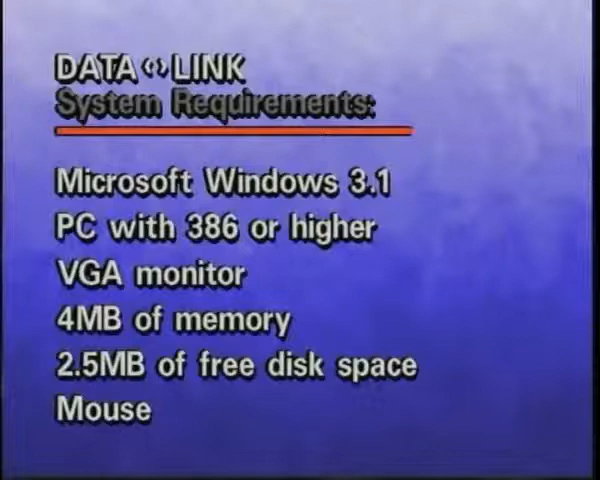 DATA‹›LINK
System Requirements:
Microsoft Windows 3.1
PC with 386 or higher
VGA monitor
4MB of memory
2.5MB of free disk space
Mouse